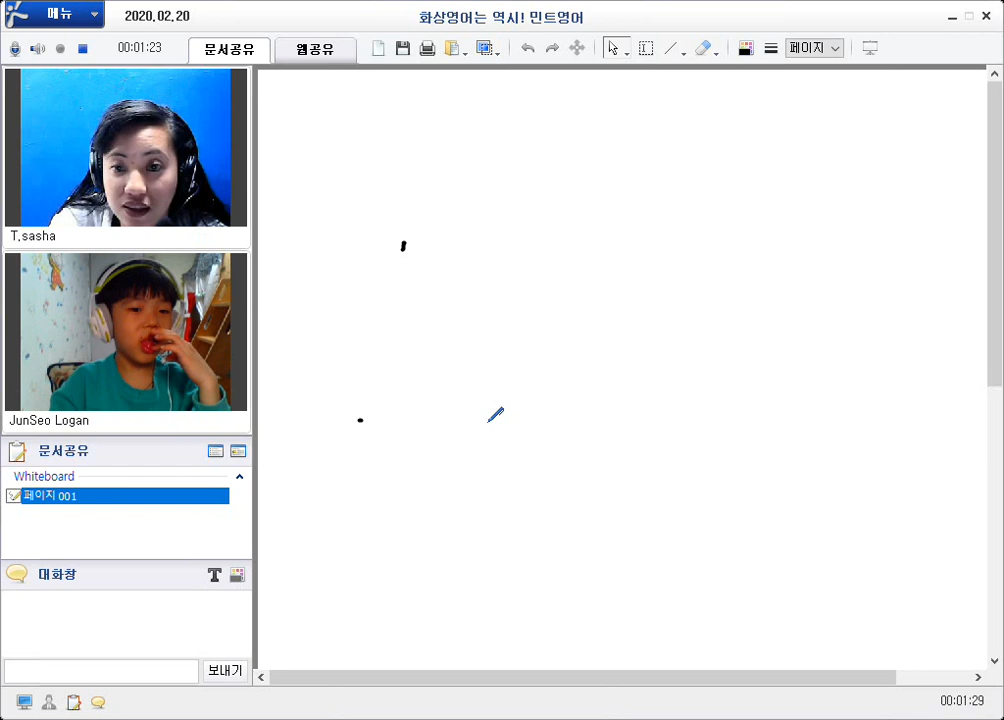 메뉴
2020,02,20
화상영어는 역시! 민트영어
00:01:23
문서공유
웹공유
페이지
T,sasha
JunSeo Logan
문서공유
Whiteboard
페이지 001
대화창
T
보내기
00:01:29